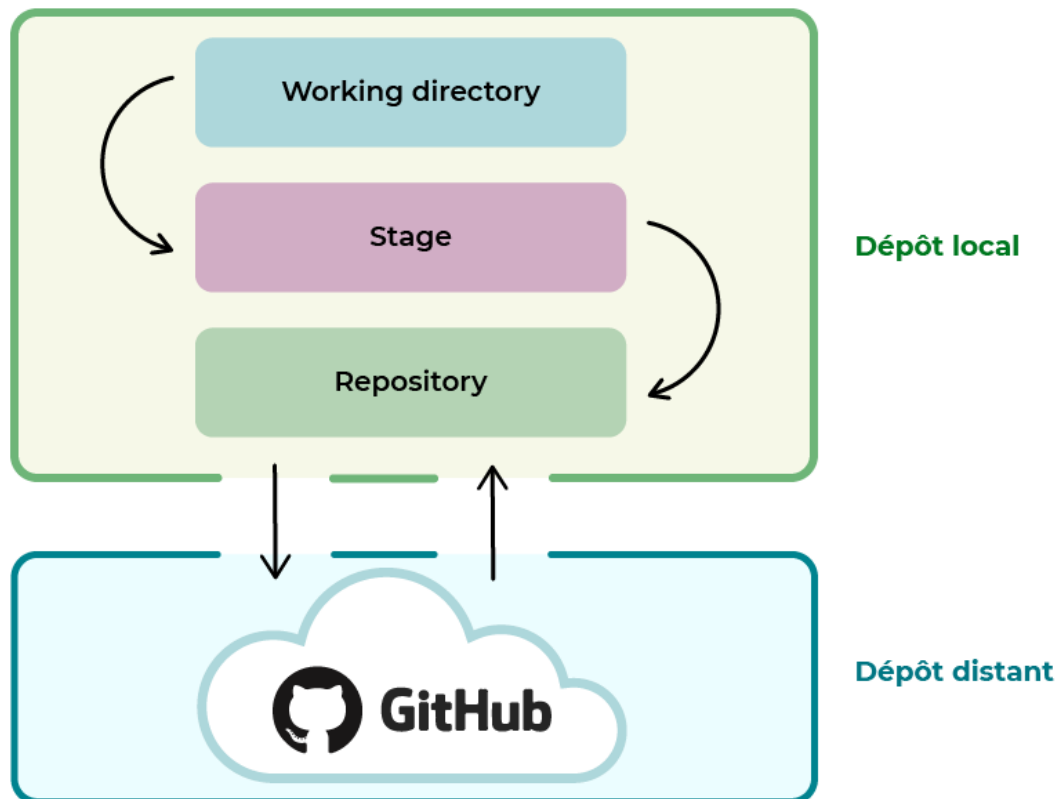 Working directory
Stage
Dépôt local
Repository
Dépôt distant
GitHub